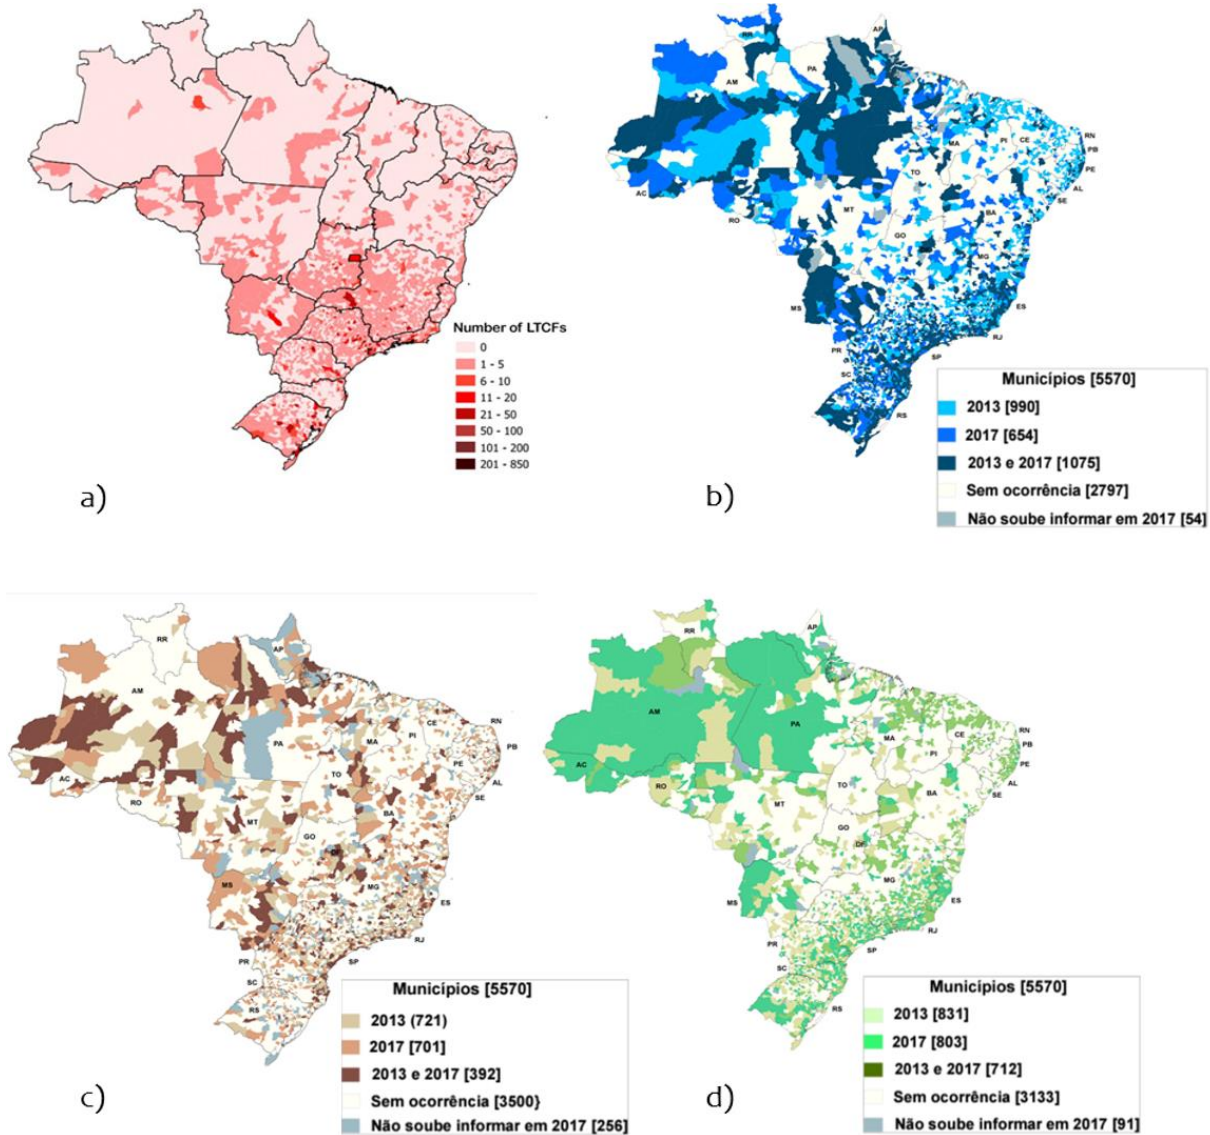 Number of LTCFs
0
1 - 5
6 - 10
11 - 20
21 - 50
50 - 100
101 - 200
201 - 850
a)
RR
AP
AM
PA
RN
MA
PI
CE
PB
PE
TO
AL
AC
SE
RO
MT
BA
GO
MG
MS
ES
RJ
PR
SP
SC
RS
Municípios [5570]
2013 [990]
2017 [654]
2013 e 2017 [1075]
Sem ocorrência [2797]
Não soube informar em 2017 [54]
b)
RR
AP
AM
RN
CE
PI
MA
PA
PB
PE
TO
AC
AL
SE
RO
BA
MT
GO
DF
MS
MG
ES
RJ
PR
SP
SC
RS
Municípios [5570]
2013 (721)
2017 [701]
2013 e 2017 [392]
Sem ocorrência [3500}
Não soube informar em 2017 [256]
c)
RR
AP
AM
PA
RN
CE
MA
PB
PI
AC
PE
RO
TO
AL
BA
SE
MT
GO
DF
MG
MS
ES
RJ
PR
SP
SC
RS
Municípios [5570]
2013 [831]
2017 [803]
2013 e 2017 [712]
Sem ocorrência [3133]
Não soube informar em 2017 [91]
d)